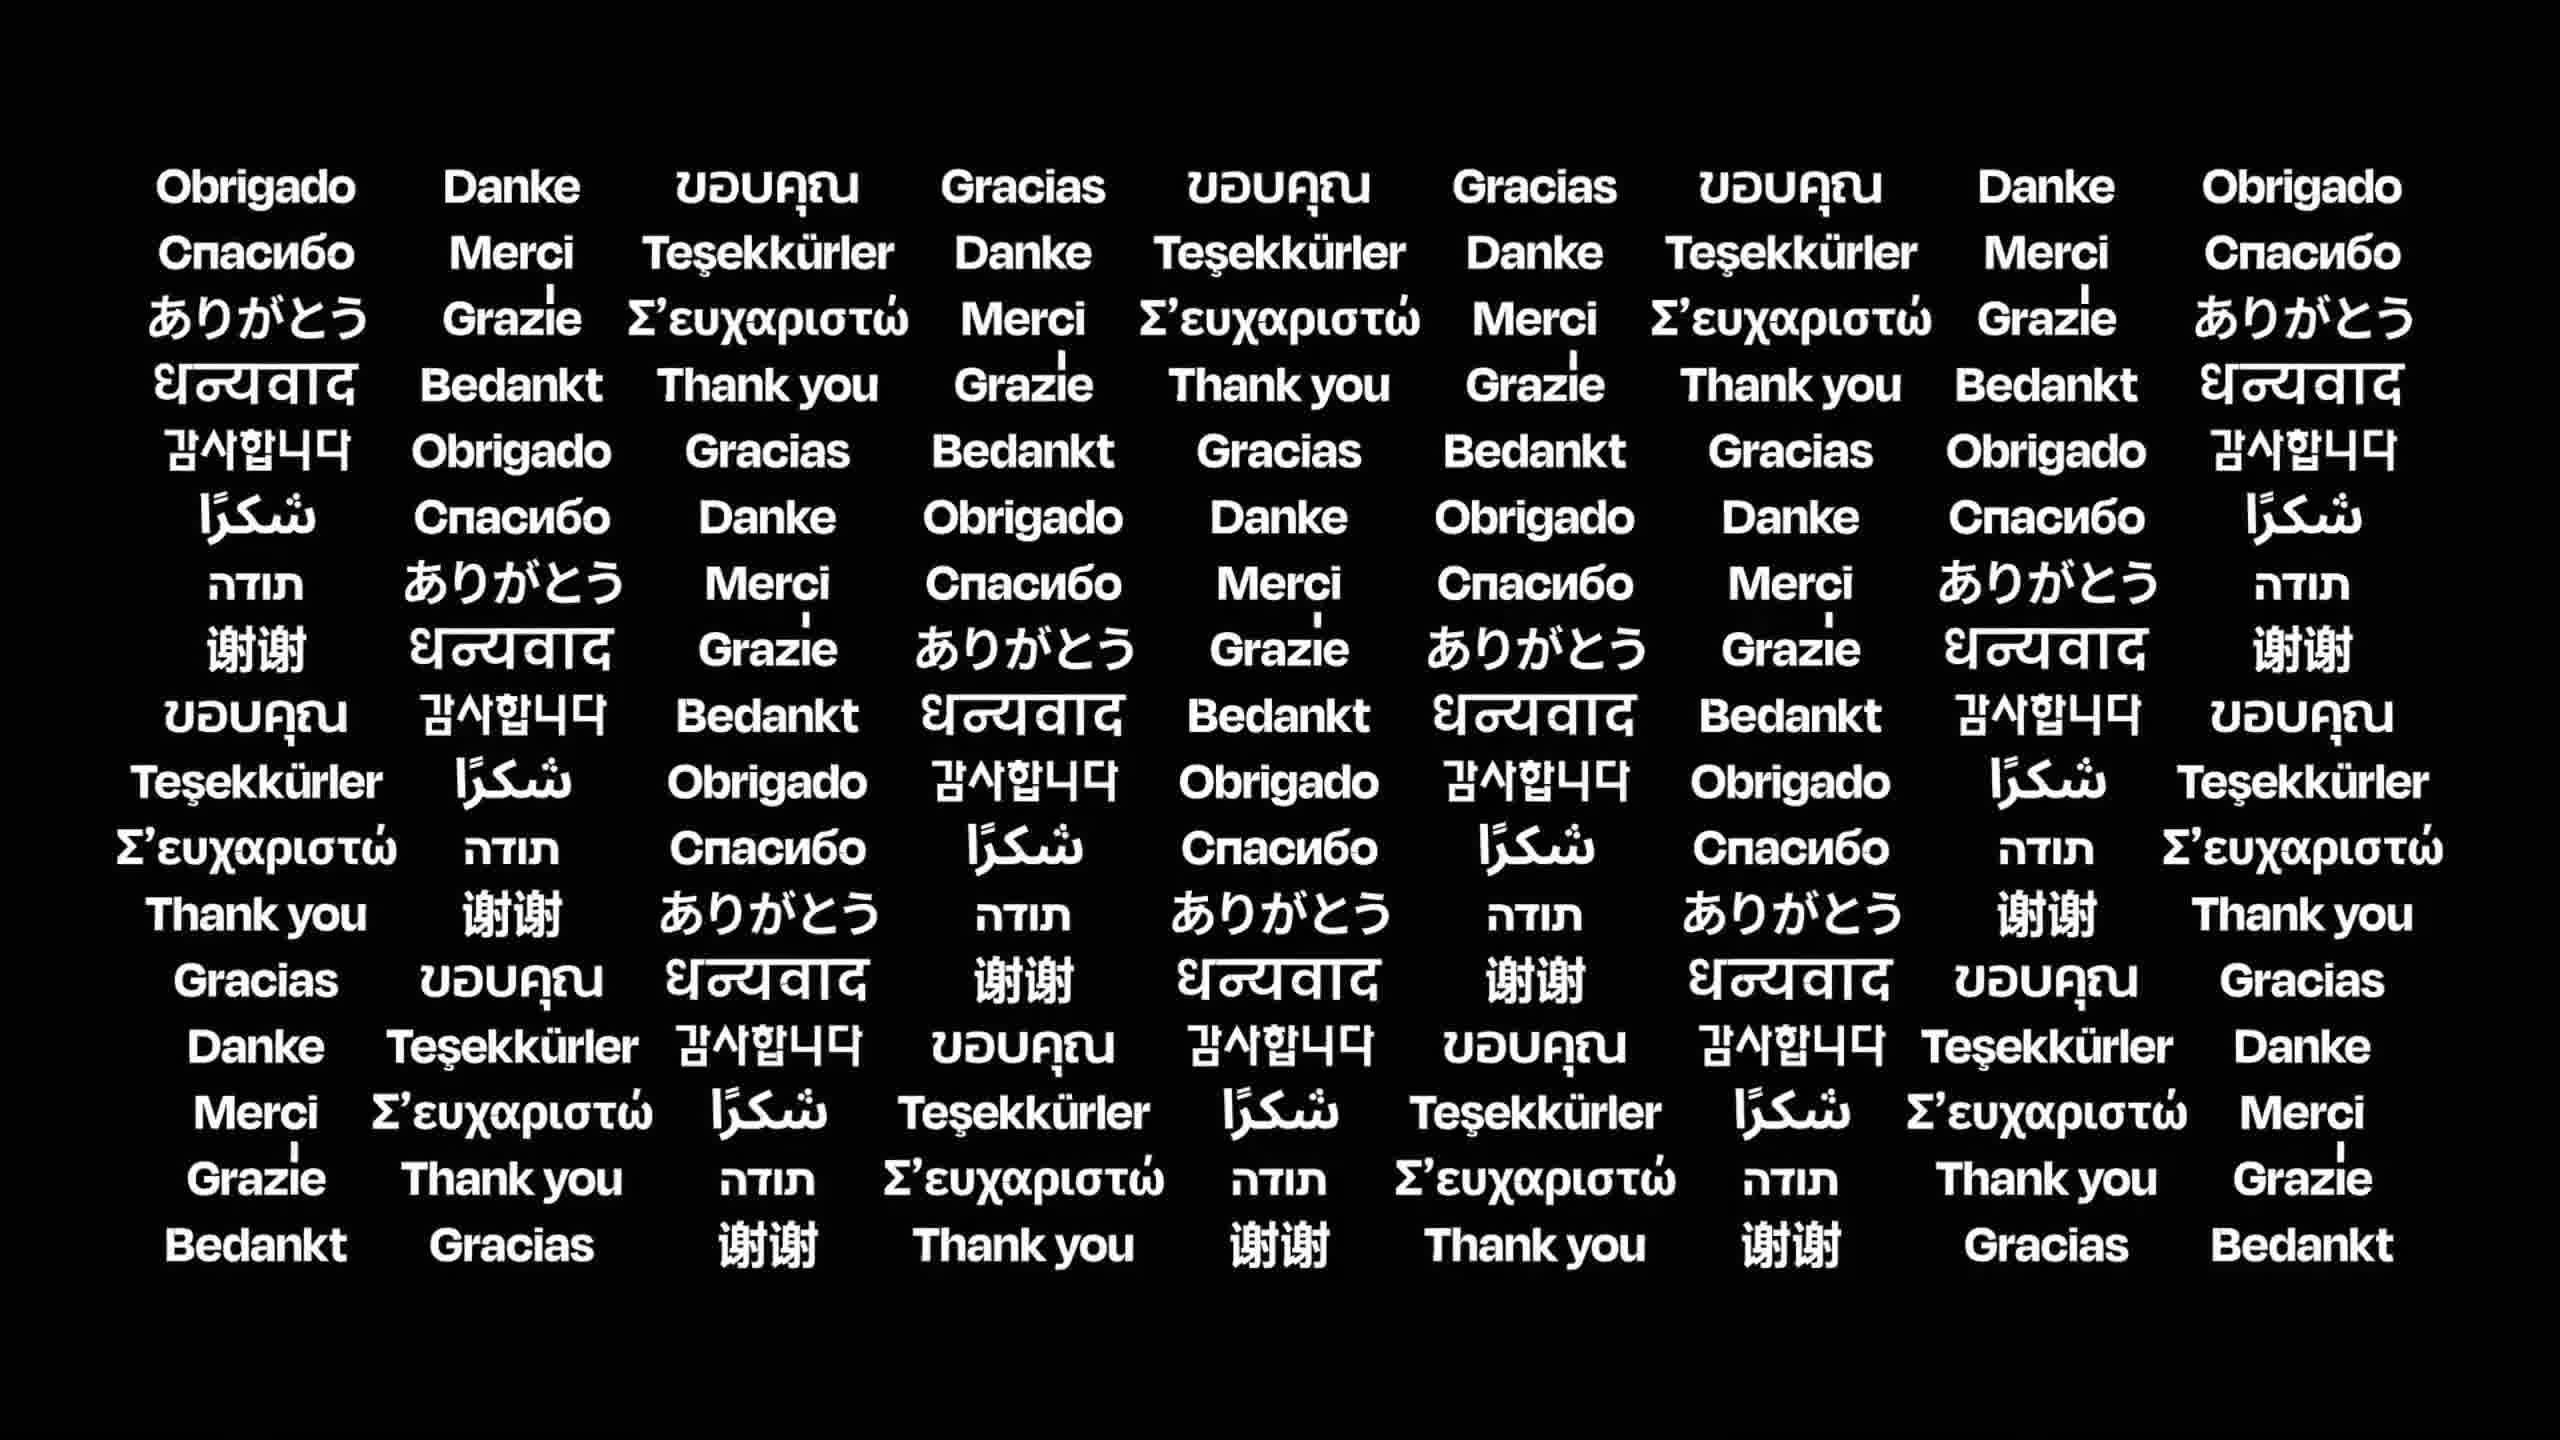 Obrigado Danke ขอบคุณ Gracias ขอบคุณ Gracias ขอบคุณ Danke Obrigado
Спасибо Merci Teşekkürler Danke Teşekkürler Danke Teşekkürler Merci Спасибо
ありがとう Grazie Σ’ευχαριστώ Merci Σ’ευχαριστώ Merci Σ’ευχαριστώ Grazie ありがとう
धन्यवाद Bedankt Thank you Grazie Thank you Grazie Thank you Bedankt धन्यवाद
감사합니다 Obrigado Gracias Bedankt Gracias Bedankt Gracias Obrigado 감사합니다
شكرًا Спасибо Danke Obrigado Danke Obrigado Danke Спасибо شكرًا
תודה ありがとう Merci Спасибо Merci Спасибо Merci ありがとう תודה
谢谢 धन्यवाद Grazie ありがとう Grazie ありがとう Grazie धन्यवाद 谢谢
ขอบคุณ 감사합니다 Bedankt धन्यवाद Bedankt धन्यवाद Bedankt 감사합니다 ขอบคุณ
Teşekkürler شكرًا Obrigado 감사합니다 Obrigado 감사합니다 Obrigado شكرًا Teşekkürler
Σ’ευχαριστώ תודה Спасибо شكرًا Спасибо شكرًا Спасибо תודה Σ’ευχαριστώ
Thank you 谢谢 ありがとう תודה ありがとう תודה ありがとう 谢谢 Thank you
Gracias ขอบคุณ धन्यवाद 谢谢 धन्यवाद 谢谢 धन्यवाद ขอบคุณ Gracias
Danke Teşekkürler 감사합니다 ขอบคุณ 감사합니다 ขอบคุณ 감사합니다 Teşekkürler Danke
Merci Σ’ευχαριστώ شكرًا Teşekkürler شكرًا Teşekkürler شكرًا Σ’ευχαριστώ Merci
Grazie Thank you תודה Σ’ευχαριστώ תודה Σ’ευχαριστώ תודה Thank you Grazie
Bedankt Gracias 谢谢 Thank you 谢谢 Thank you 谢谢 Gracias Bedankt